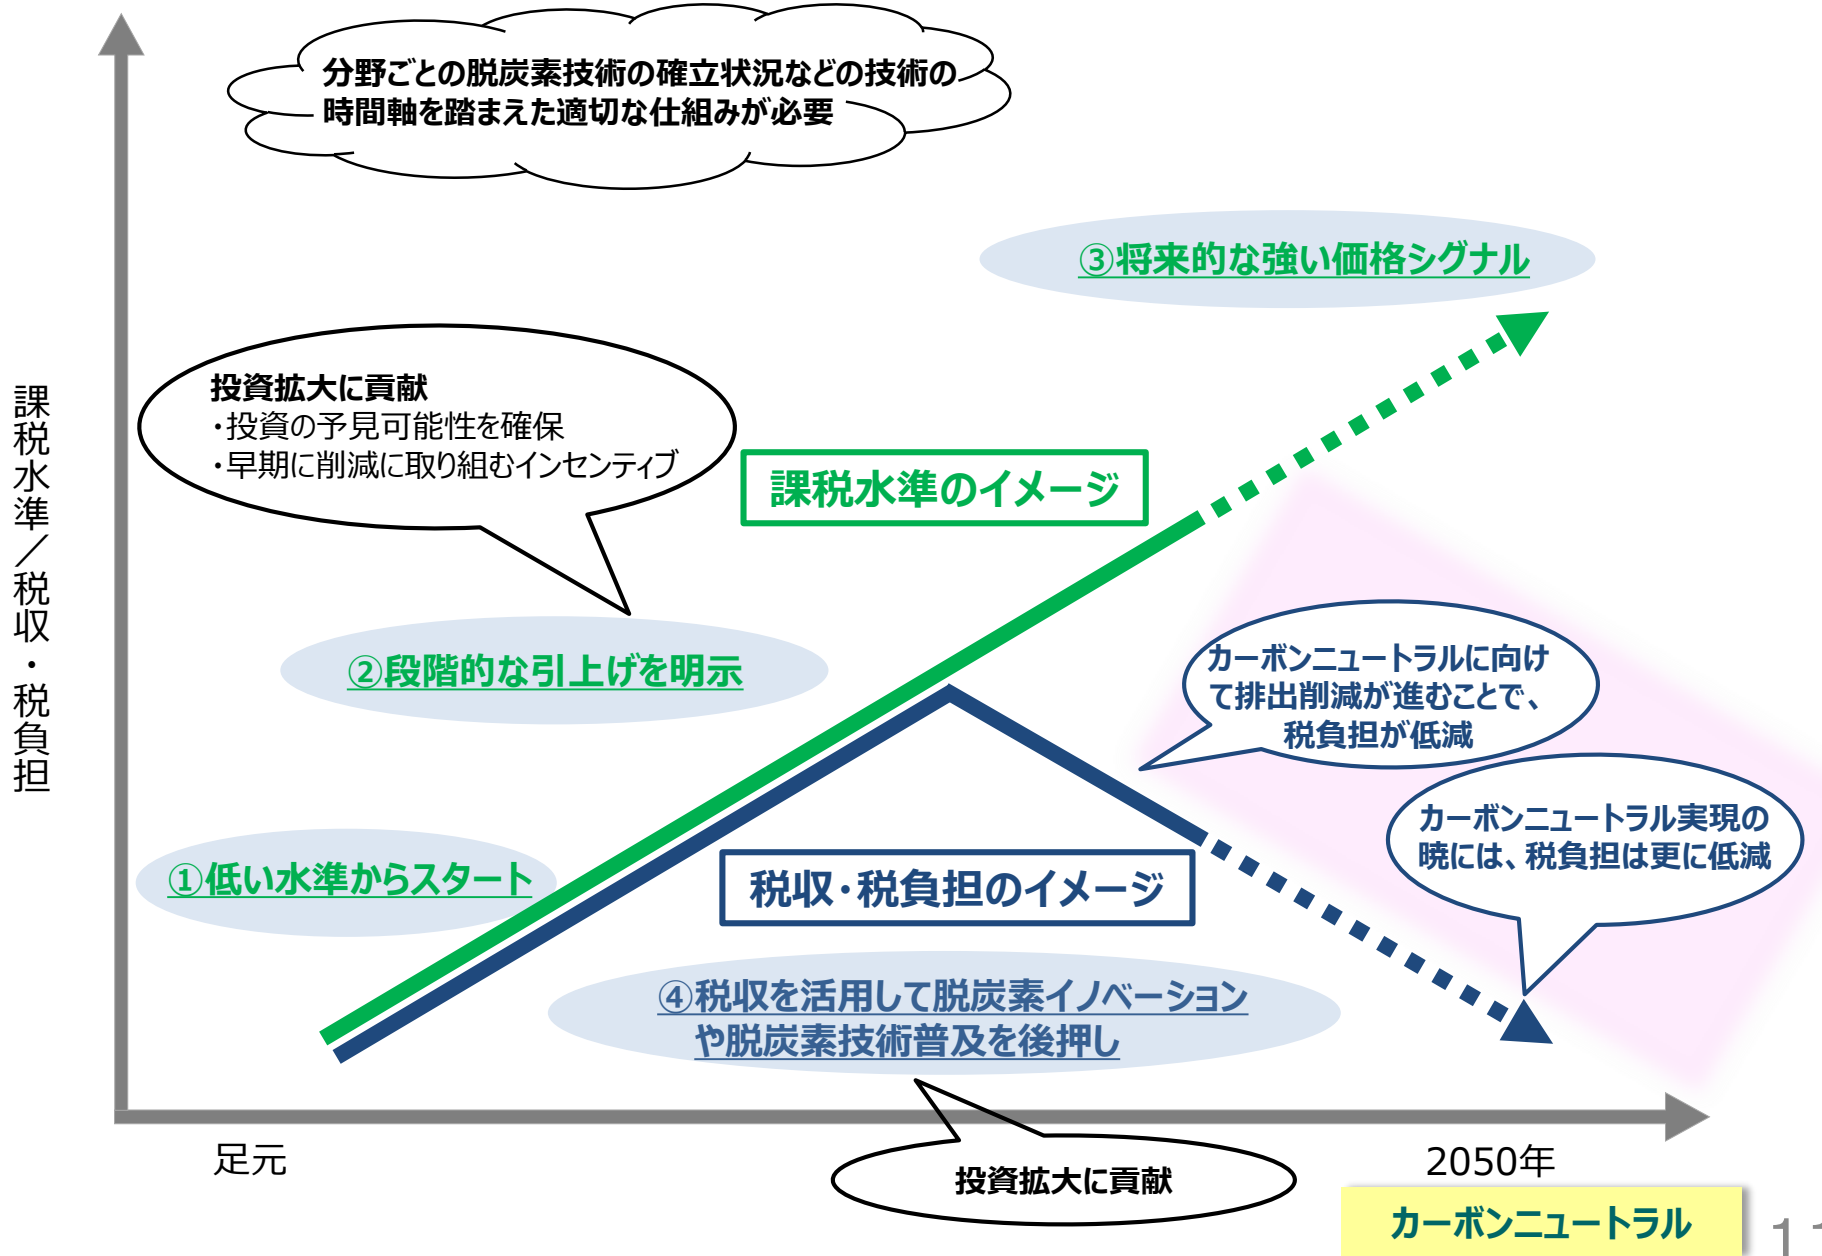 分野ごとの脱炭素技術の確立状況などの技術の
時間軸を踏まえた適切な仕組みが必要
③将来的な強い価格シグナル
投資拡大に貢献
・投資の予見可能性を確保
・早期に削減に取り組むインセンティブ
課税水準のイメージ
課税水準／税収・税負担
②段階的な引上げを明示
カーボンニュートラルに向け
て排出削減が進むことで、
税負担が低減
カーボンニュートラル実現の
暁には、税負担は更に低減
①低い水準からスタート
税収・税負担のイメージ
④税収を活用して脱炭素イノベーション
や脱炭素技術普及を後押し
足元
2050年
投資拡大に貢献
カーボンニュートラル